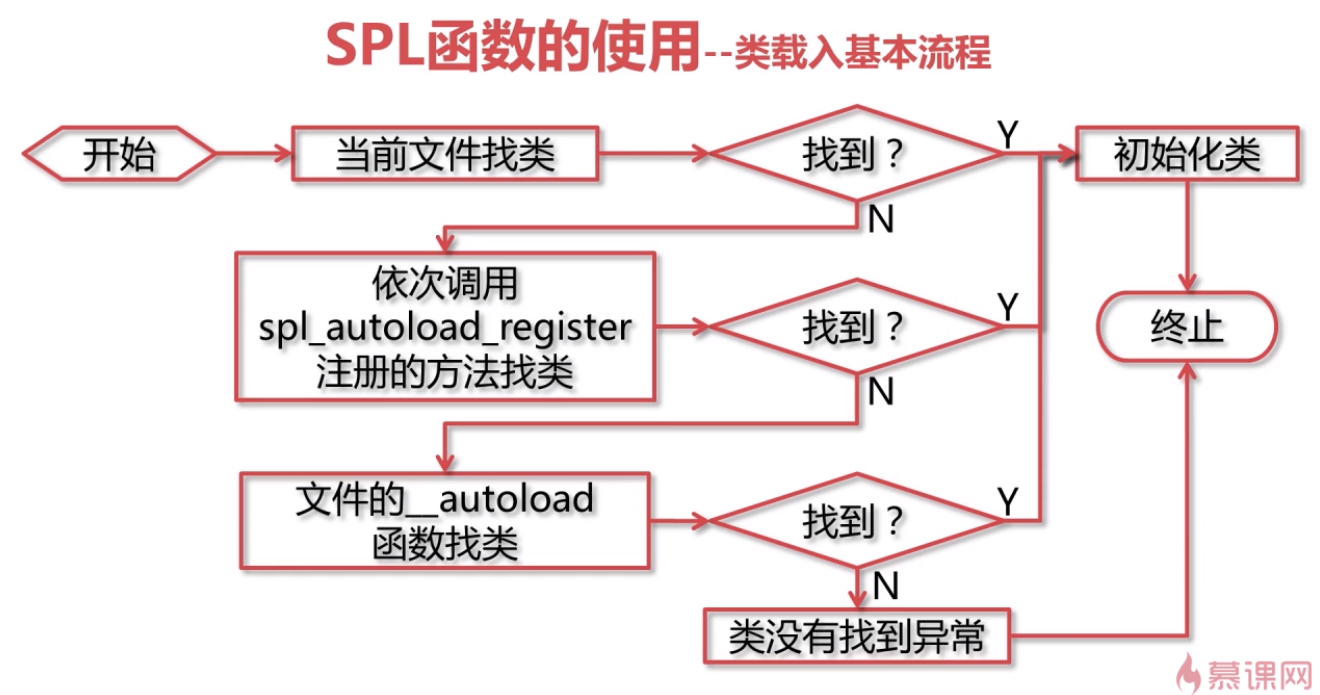 SPL函数的使用--类载入基本流程
开始
当前文件找类
找到？
Y
初始化类
N
依次调用
spl_autoload_register
注册的方法找类
找到？
Y
终止
N
文件的__autoload
函数找类
找到？
Y
N
类没有找到异常
慕课网